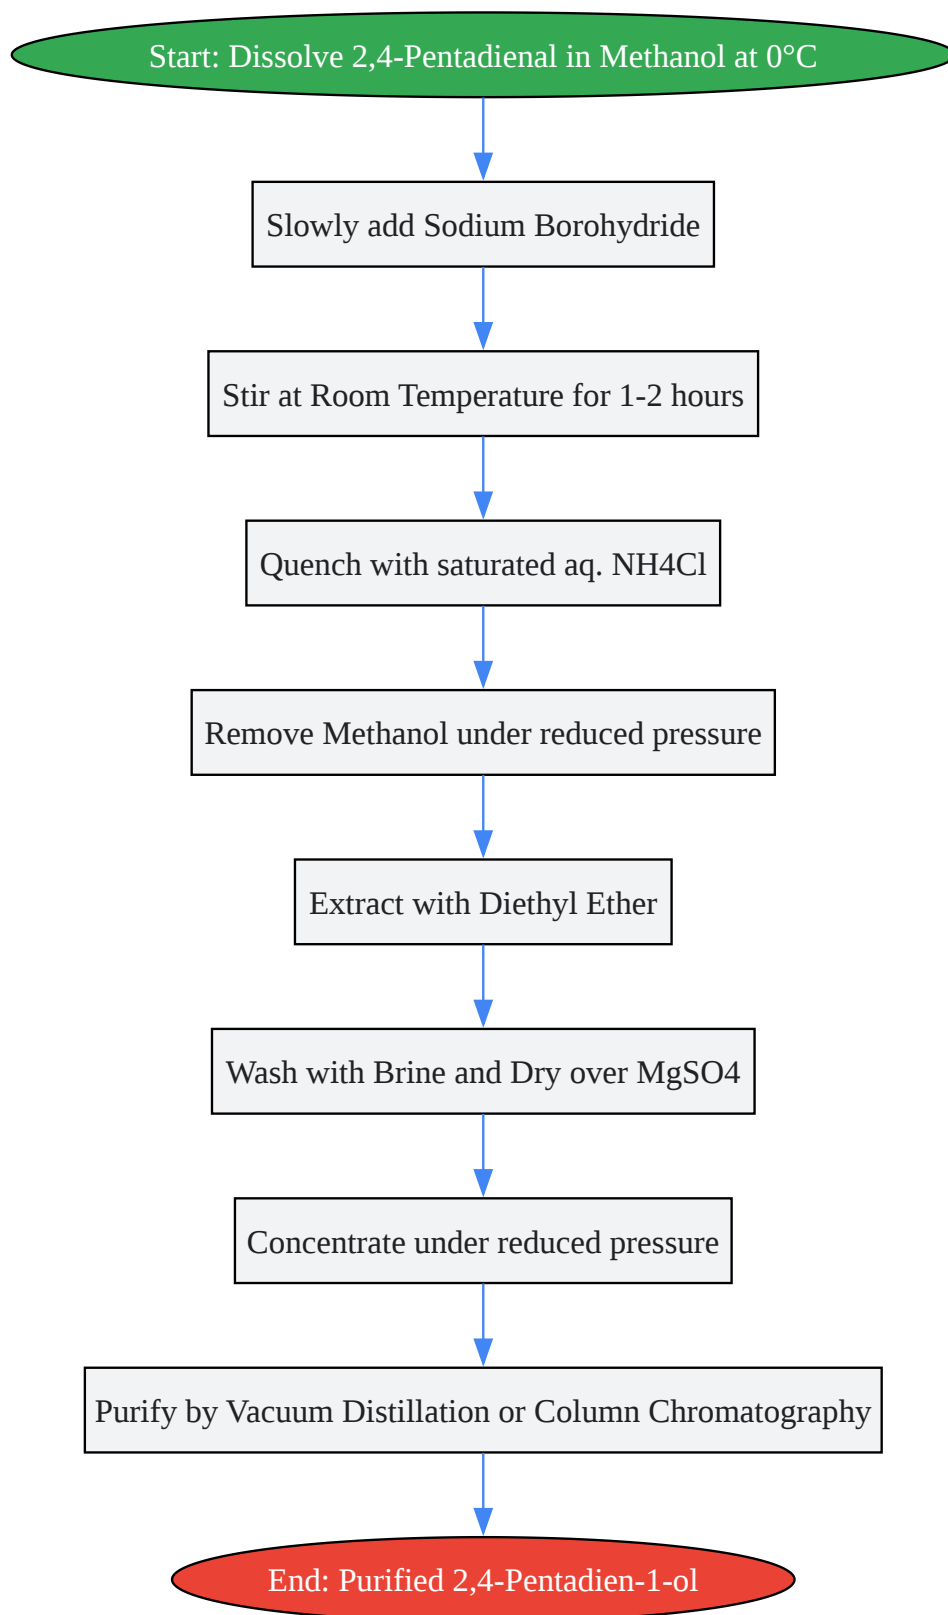 Start: Dissolve 2,4-Pentadienal in Methanol at 0°C
Slowly add Sodium Borohydride
Stir at Room Temperature for 1-2 hours
Quench with saturated aq. NH4Cl
Remove Methanol under reduced pressure
Extract with Diethyl Ether
Wash with Brine and Dry over MgSO4
Concentrate under reduced pressure
Purify by Vacuum Distillation or Column Chromatography
End: Purified 2,4-Pentadien-1-ol